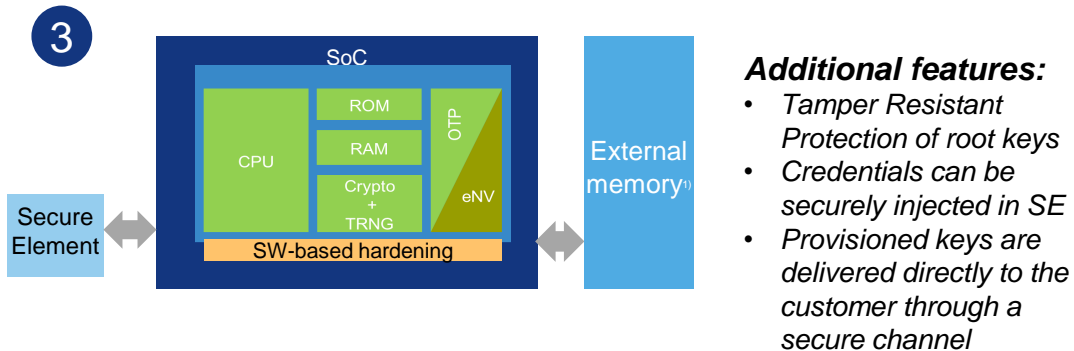 3
SoC
CPU
ROM
RAM
Crypto
+
TRNG
OTP
eNV
SW-based hardening
Secure
Element
External
memory1)
Additional features:
• Tamper Resistant
Protection of root keys
• Credentials can be
securely injected in SE
• Provisioned keys are
delivered directly to the
customer through a
secure channel